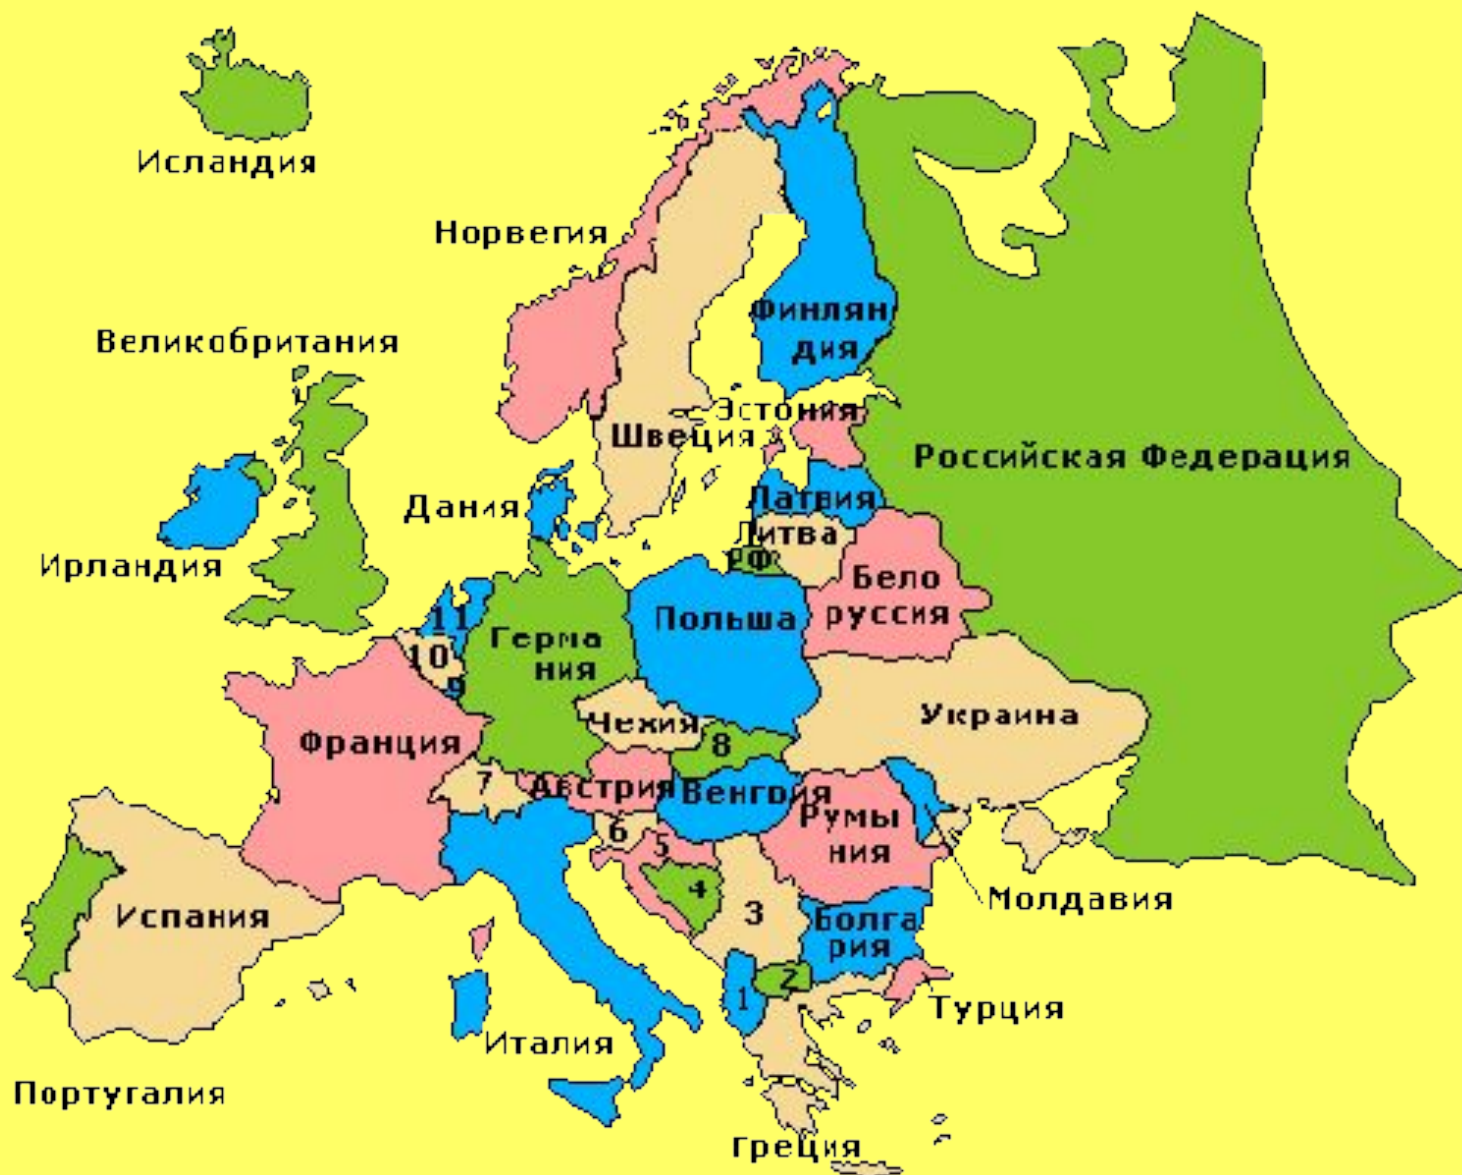 Исландия
Норвегия
Великобритания
Финлян
дия
Эстония
Швеция
Российская Федерация
Дания
Латвия
Литва
РФ
Ирландия
Бело
руссия
11
Польша
Герма
ния
10
9
Украина
Чехия
Франция
8
7
Австрия
Венгрия
Румы
ния
6
5
4
Молдавия
Испания
3
Болга
рия
2
1
Турция
Италия
Португалия
Греция